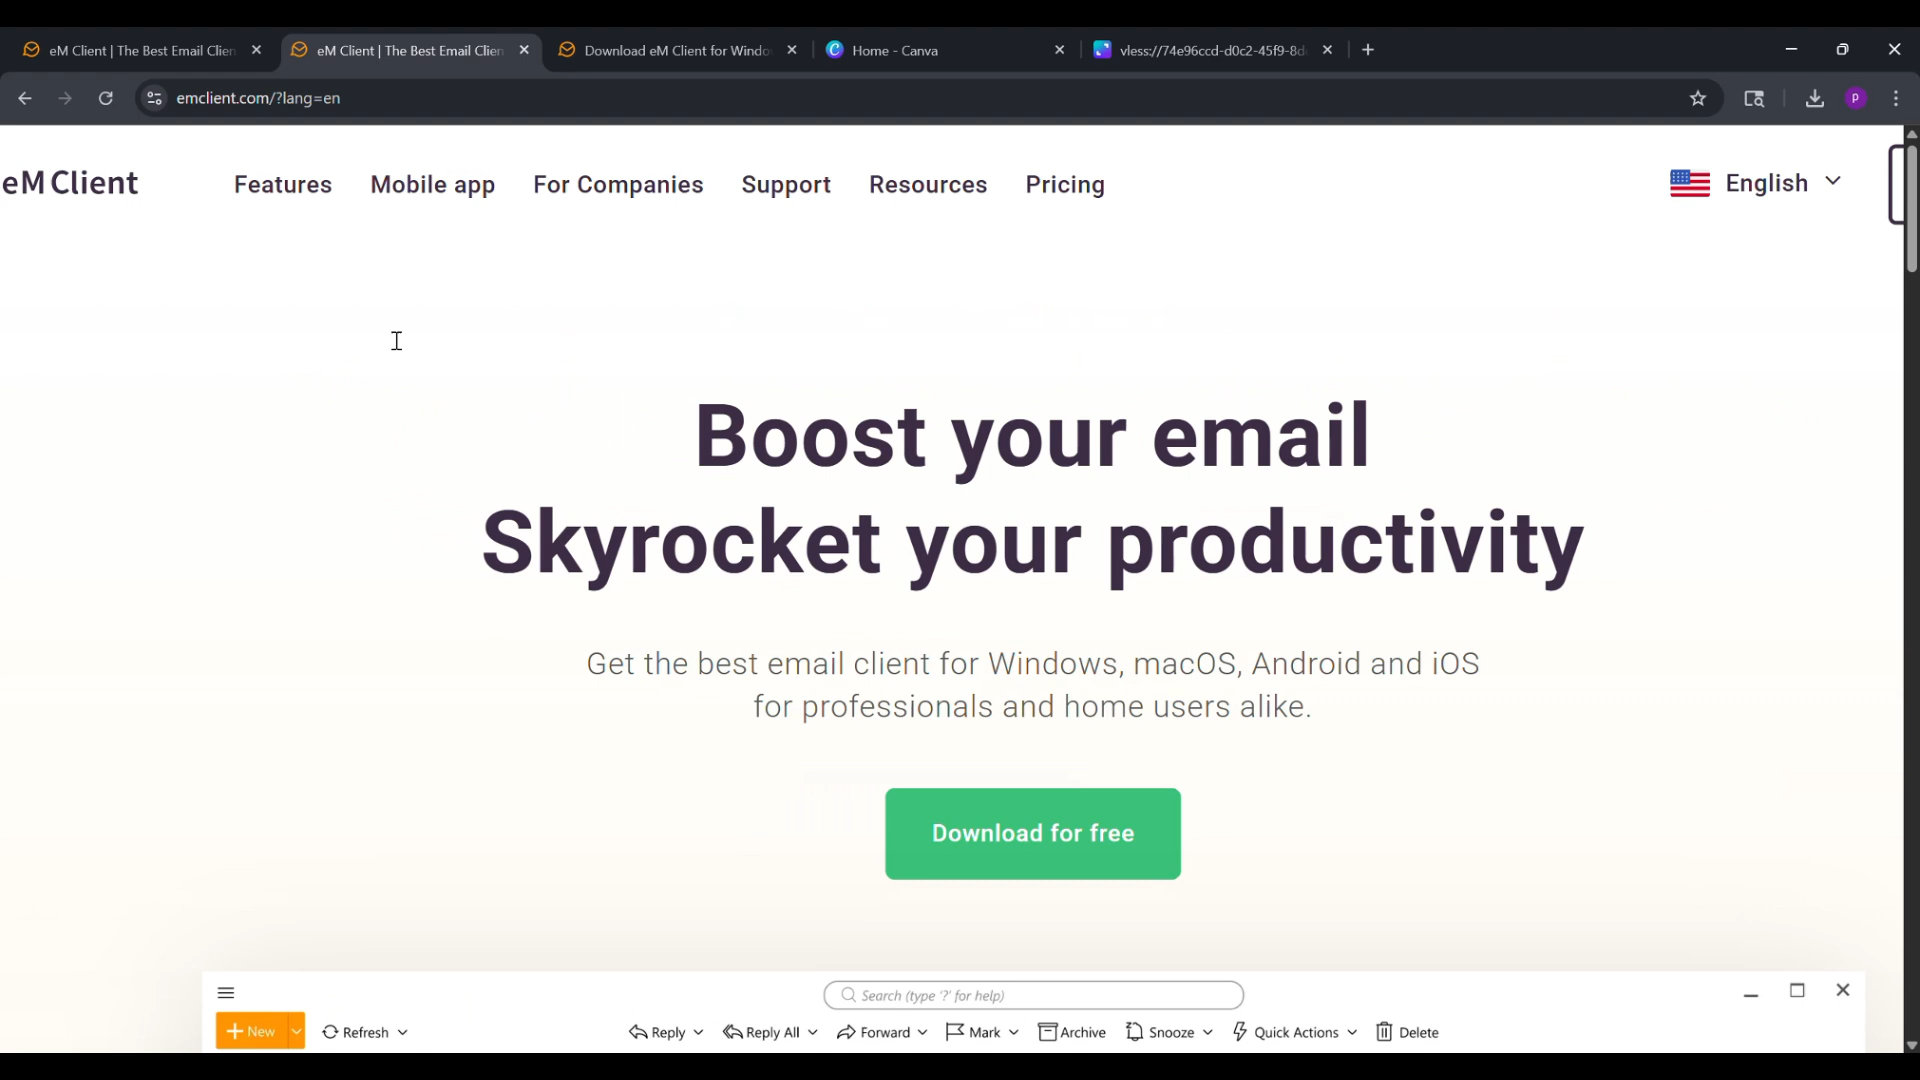 eM Client | The Best Email Clien
eM Client | The Best Email Clien
Download eM Client for Windo
Home - Canva
vless://74e96ccd-d0c2-45f9-8d
emclient.com/?lang=en
P
eM Client
Features
Mobile app
For Companies
Support
Resources
Pricing
English
Boost your email
Skyrocket your productivity
Get the best email client for Windows, macOS, Android and iOS
for professionals and home users alike.
Download for free
Search (type '?' for help)
New
Refresh
Reply
Reply All
Forward
Mark
Archive
Snooze
Quick Actions
Delete